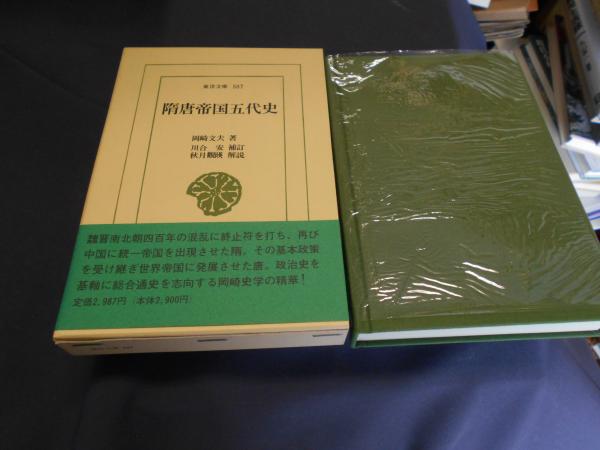 東洋文庫 587
隋唐帝国五代史
岡崎文夫 著
川合 安 補訂
秋月觀暎 解説
魏晋南北朝四百年の混乱に終止符を打ち、再び
中国に統一帝国を出現させた隋。その基本政策
を受け継ぎ世界帝国に発展させた唐。政治史を
基軸に総合通史を志向する岡崎史学の精華！
定価2,987円（本体2,900円）